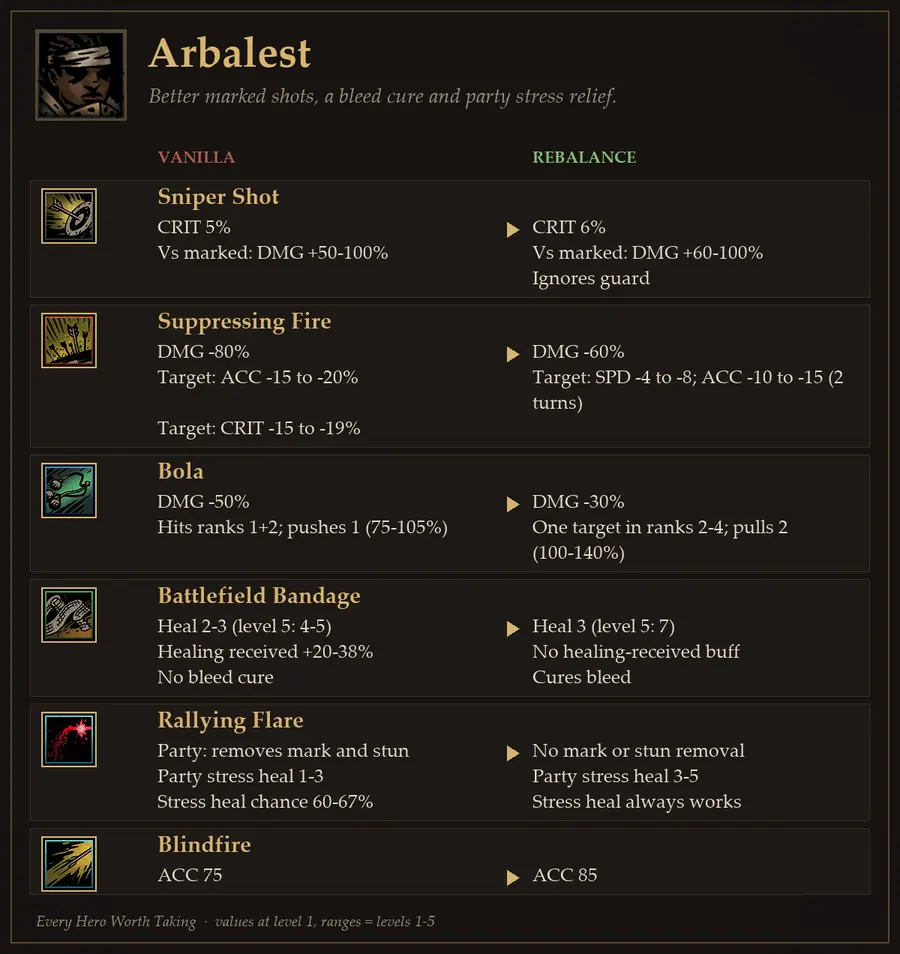 Arbalest
Better marked shots, a bleed cure and party stress relief.
VANILLA
REBALANCE
Sniper Shot
CRIT 5%
CRIT 6%
Vs marked: DMG +50-100%
Vs marked: DMG +60-100%
Ignores guard
Suppressing Fire
DMG -80%
DMG -60%
Target: ACC -15 to -20%
Target: SPD -4 to -8; ACC -10 to -15 (2
turns)
Target: CRIT -15 to -19%
Bola
DMG -50%
DMG -30%
Hits ranks 1+2; pushes 1 (75-105%)
One target in ranks 2-4; pulls 2
(100-140%)
Battlefield Bandage
Heal 2-3 (level 5: 4-5)
Heal 3 (level 5: 7)
Healing received +20-38%
No healing-received buff
No bleed cure
Cures bleed
Rallying Flare
Party: removes mark and stun
No mark or stun removal
Party stress heal 1-3
Party stress heal 3-5
Stress heal chance 60-67%
Stress heal always works
Blindfire
ACC 75
ACC 85
Every Hero Worth Taking · values at level 1, ranges = levels 1-5